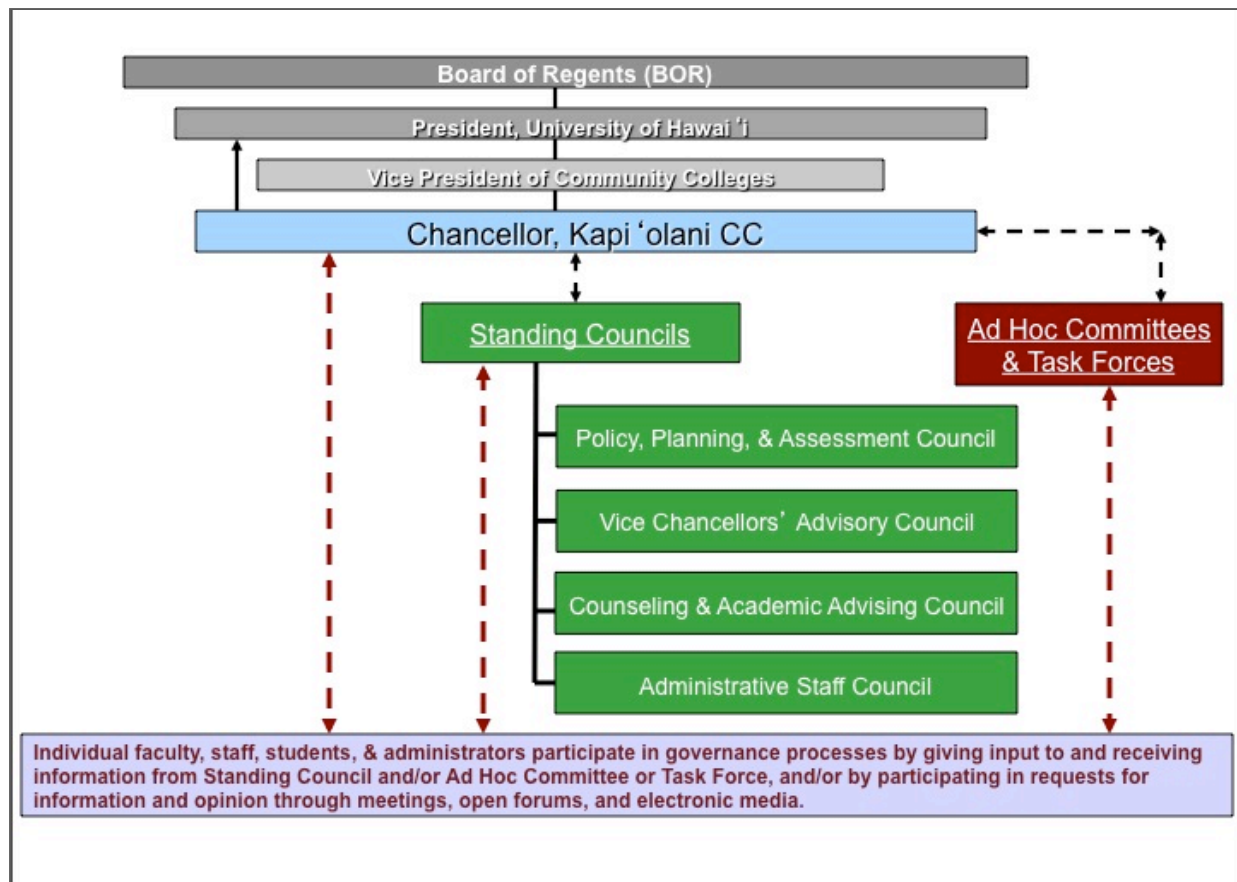 Board of Regents (BOR)
President, University of Hawai ‘i
Vice President of Community Colleges
Chancellor, Kapi ‘olani CC
Standing Councils
Ad Hoc Committees
& Task Forces
Policy, Planning, & Assessment Council
Vice Chancellors’ Advisory Council
Counseling & Academic Advising Council
Administrative Staff Council
Individual faculty, staff, students, & administrators participate in governance processes by giving input to and receiving
information from Standing Council and/or Ad Hoc Committee or Task Force, and/or by participating in requests for
information and opinion through meetings, open forums, and electronic media.